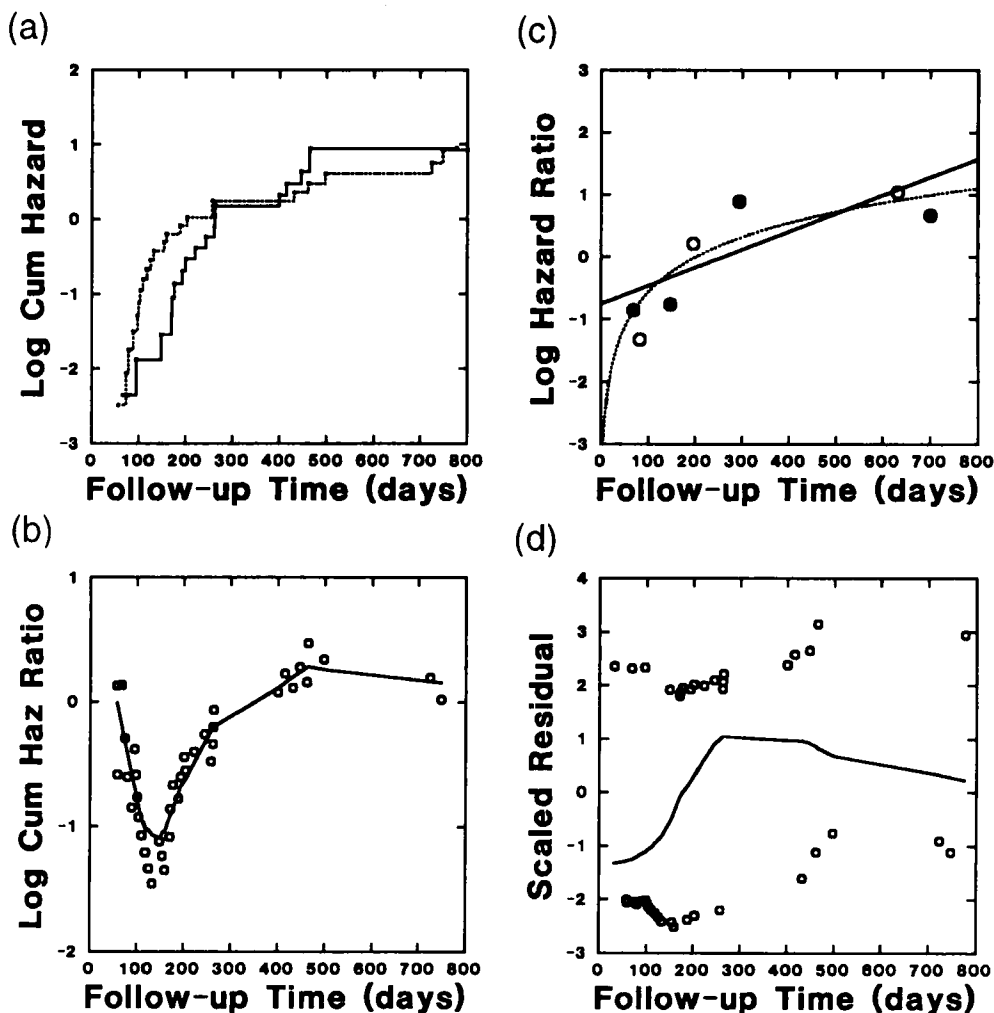 (a)
Log Cum Hazard
2
1
0
-1
-2
-3
0 100 200 300 400 500 600 700 800
Follow-up Time (days)
(c)
Log Hazard Ratio
3
2
1
0
-1
-2
-3
0 100 200 300 400 500 600 700 800
Follow-up Time (days)
(b)
Log Cum Haz Ratio
1
0
-1
-2
0 100 200 300 400 500 600 700 800
Follow-up Time (days)
(d)
Scaled Residual
4
3
2
1
0
-1
-2
-3
0 100 200 300 400 500 600 700 800
Follow-up Time (days)